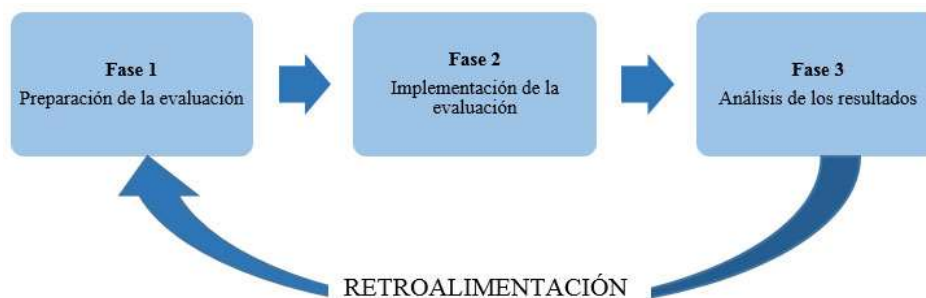 Fase 1
Preparación de la evaluación
Fase 2
Implementación de la
evaluación
Fase 3
Análisis de los resultados
RETROALIMENTACIÓN